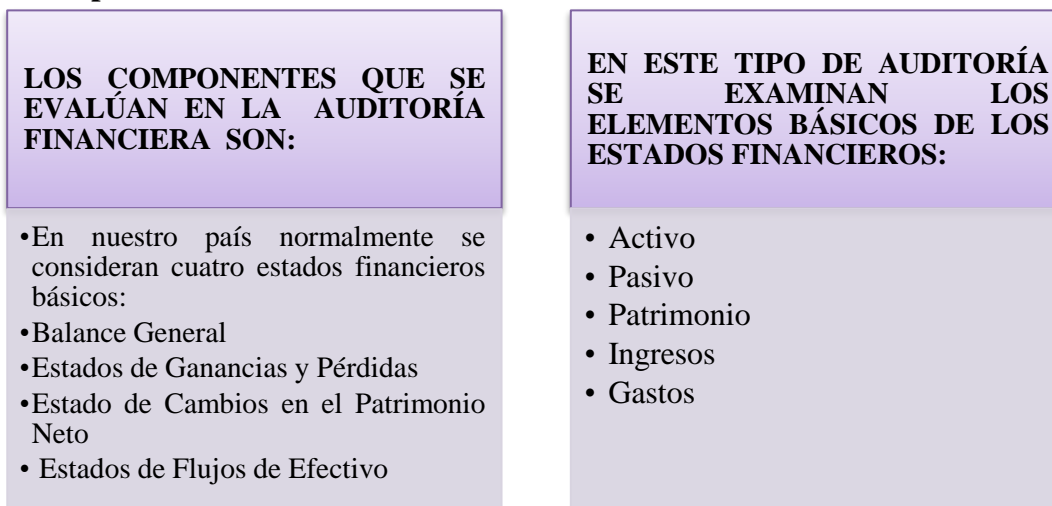 LOS COMPONENTES QUE SE
EVALÚAN EN LA AUDITORÍA
FINANCIERA SON:
•En nuestro país normalmente se
consideran cuatro estados financieros
básicos:
•Balance General
•Estados de Ganancias y Pérdidas
•Estado de Cambios en el Patrimonio
Neto
• Estados de Flujos de Efectivo
EN ESTE TIPO DE AUDITORÍA
SE EXAMINAN LOS
ELEMENTOS BÁSICOS DE LOS
ESTADOS FINANCIEROS:
• Activo
• Pasivo
• Patrimonio
• Ingresos
• Gastos